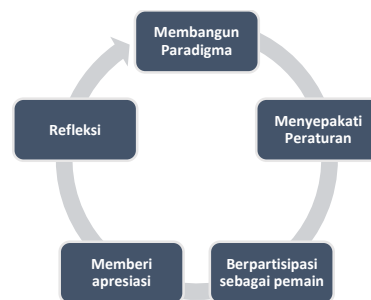 Membangun
Paradigma
Menyepakati
Peraturan
Berpartisipasi
sebagai pemain
Memberi
apresiasi
Refleksi